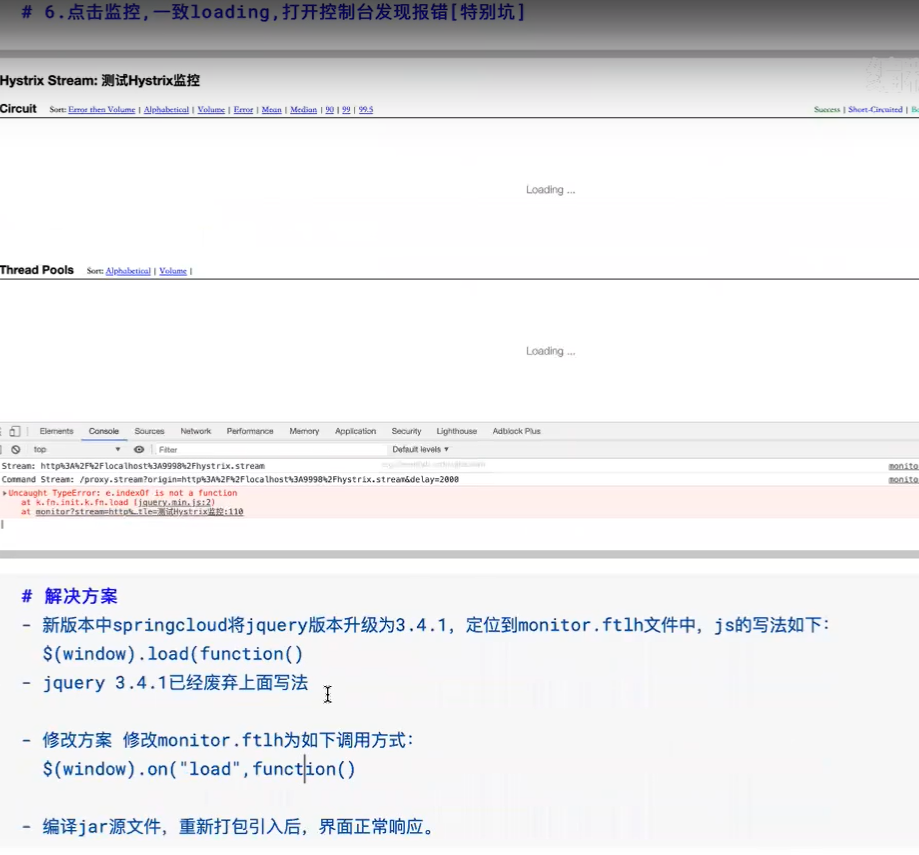 # 6.点击监控,一致loading,打开控制台发现报错[特别坑]
Hystrix Stream: 测试Hystrix监控
Circuit Sort: Error then Volume | Alphabetical | Volume | Error | Mean | Median | 90 | 99 | 99.5 Success | Short-Circuited |
Loading ...
Thread Pools Sort: Alphabetical | Volume |
Loading ...
Elements Console Sources Network Performance Memory Application Security Lighthouse Adblock Plus
top Filter Default levels
Stream: http%3A%2F%2Flocalhost%3A9998%2Fhystrix.stream monito
Command Stream: /proxy.stream?origin=http%3A%2F%2Flocalhost%3A9998%2Fhystrix.stream&delay=2000 monito
Uncaught TypeError: e.indexOf is not a function
at k.fn.init.k.fn.load (jquery.min.js:2)
at monitor?stream=http%…tle=测试Hystrix监控:110
# 解决方案
- 新版本中springcloud将jquery版本升级为3.4.1, 定位到monitor.ftlh文件中, js的写法如下:
$(window).load(function()
- jquery 3.4.1已经废弃上面写法
- 修改方案 修改monitor.ftlh为如下调用方式:
$(window).on("load",function()
- 编译jar源文件, 重新打包引入后, 界面正常响应。